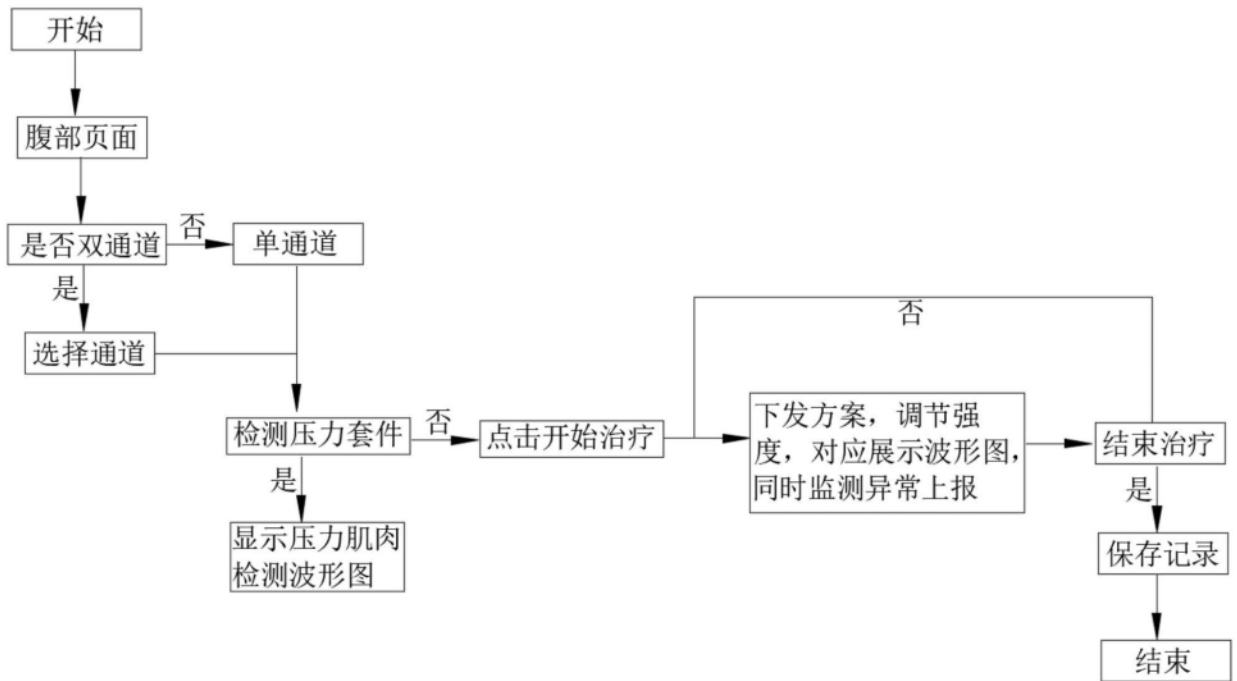 开始
腹部页面
是否双通道
否
单通道
是
选择通道
检测压力套件
否
点击开始治疗
是
显示压力肌肉
检测波形图
下发方案，调节强
度，对应展示波形图，
同时监测异常上报
否
结束治疗
是
保存记录
结束